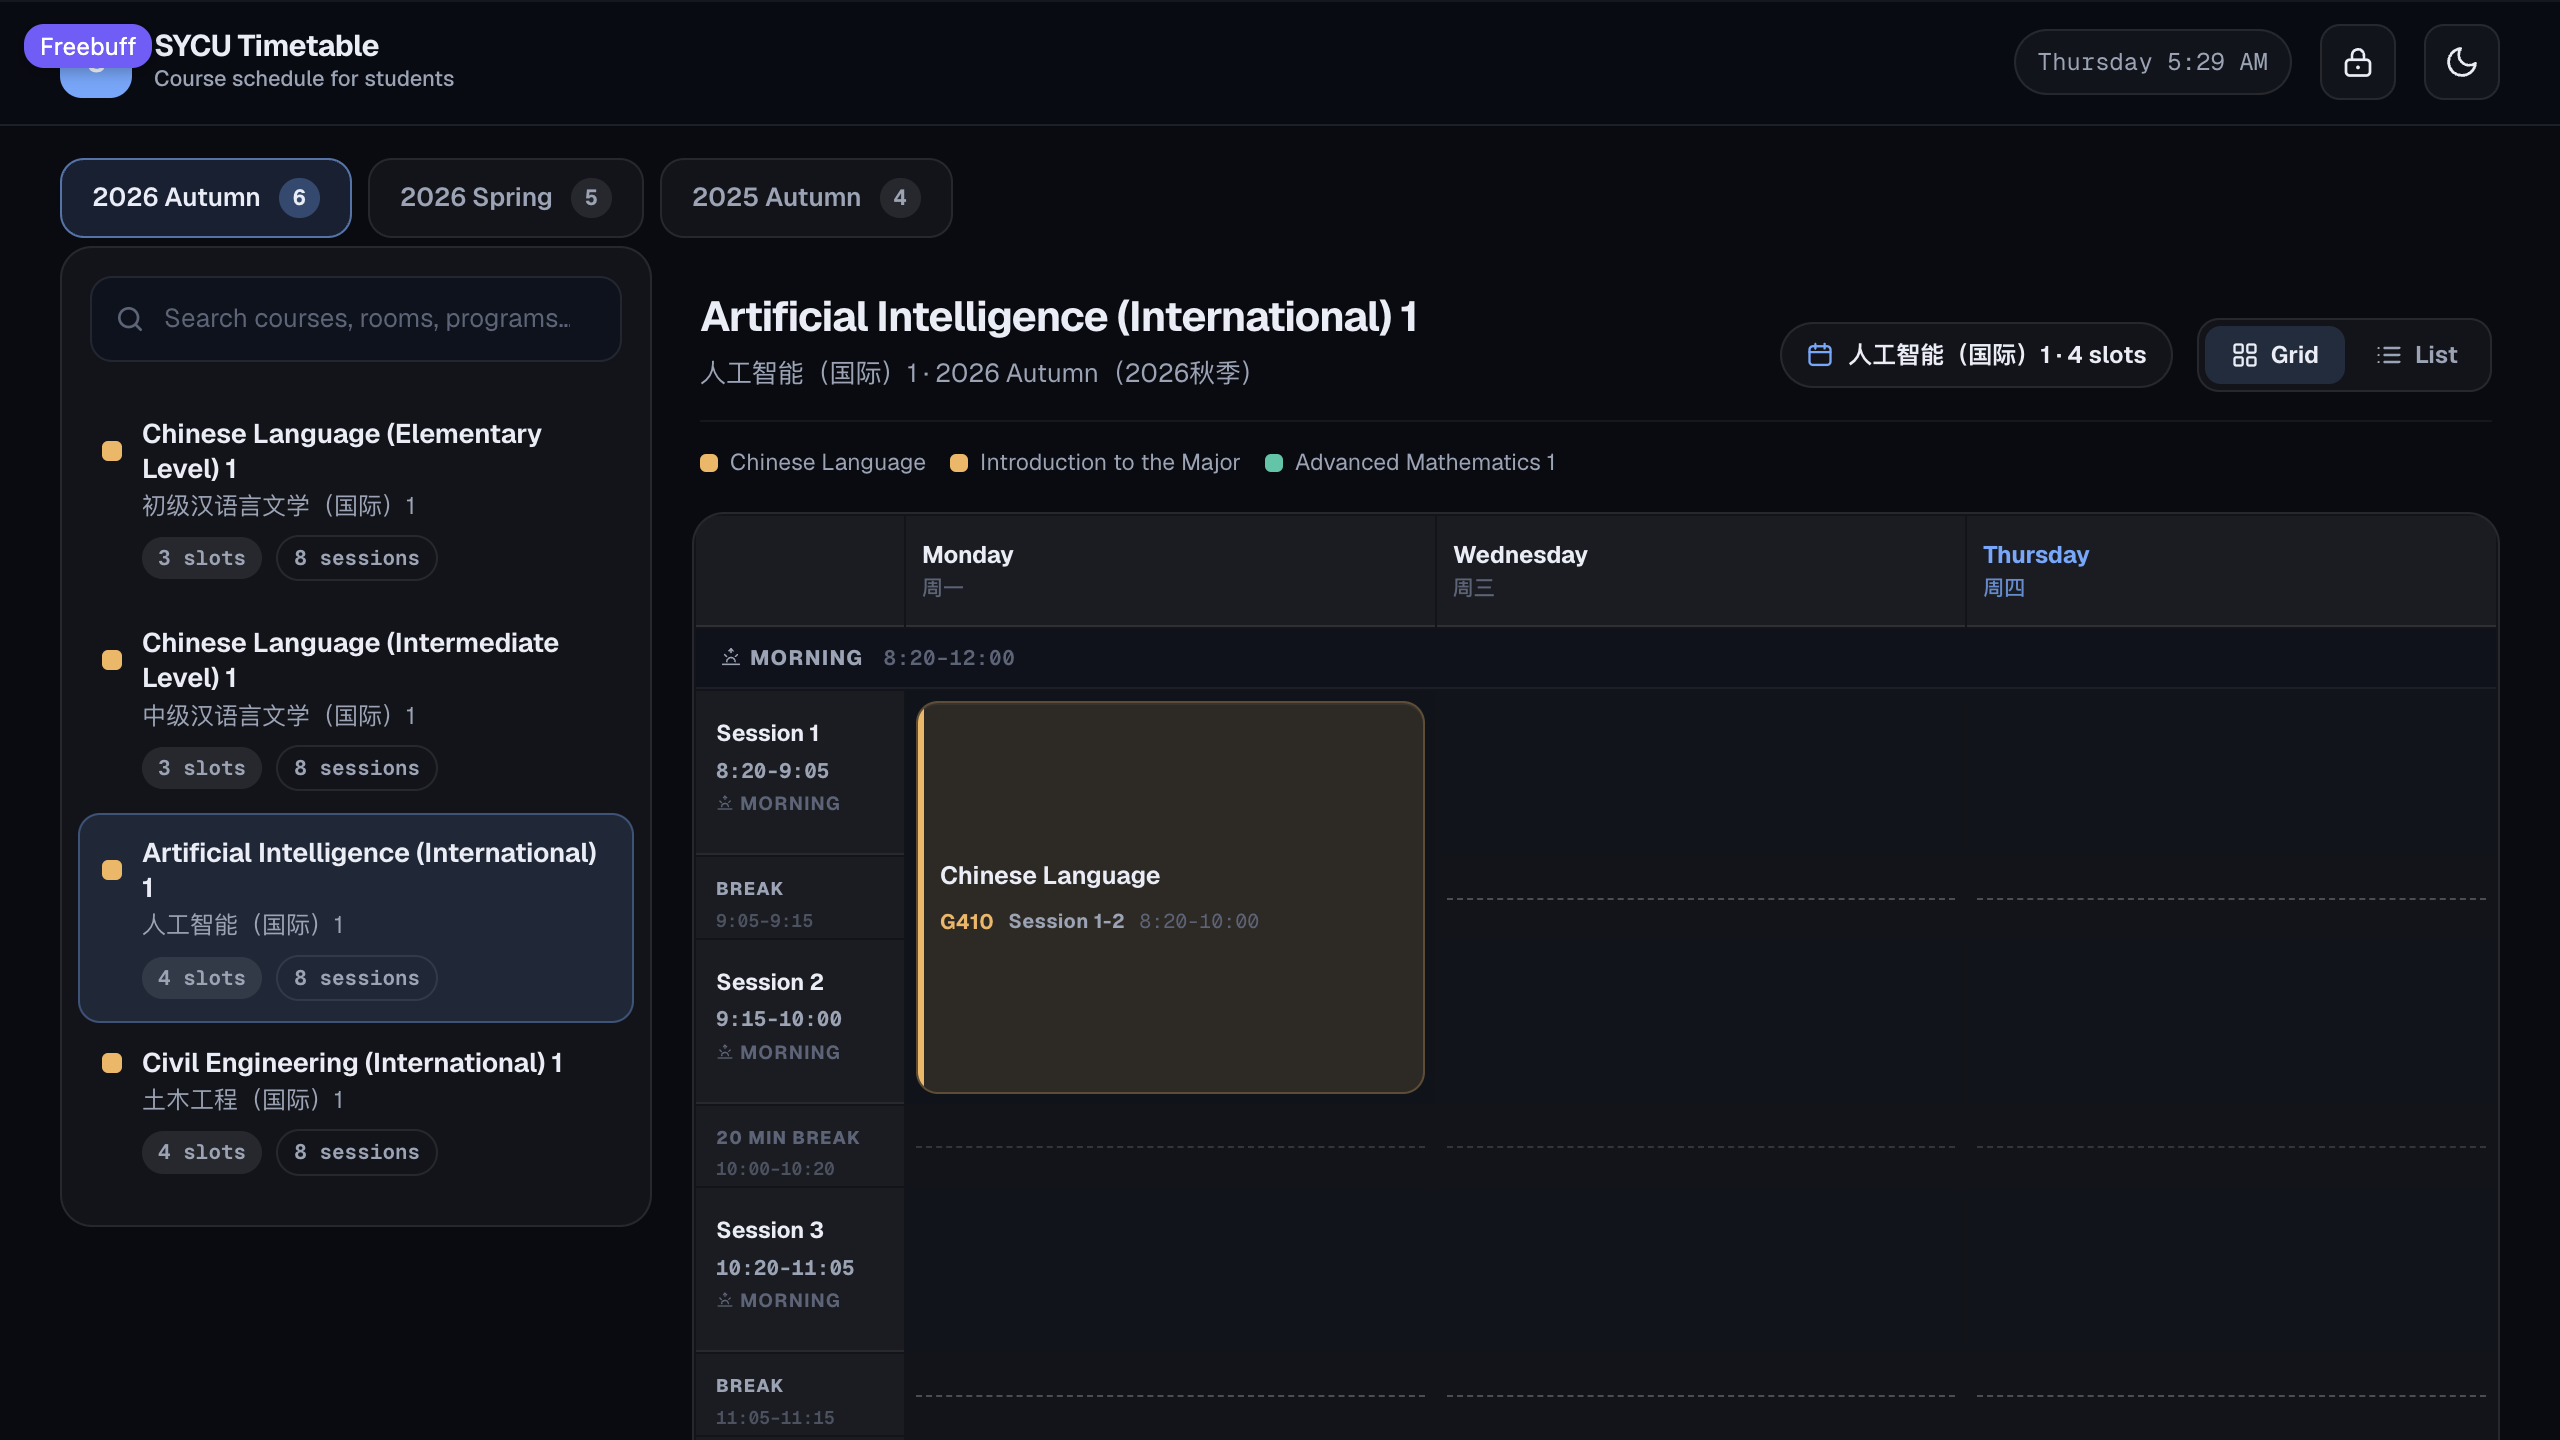 Freebuff
SYCU Timetable
Course schedule for students
Thursday 5:29 AM
2026 Autumn 6
2026 Spring 5
2025 Autumn 4
Search courses, rooms, programs...
Chinese Language (Elementary
Level) 1
初级汉语言文学（国际）1
3 slots 8 sessions
Chinese Language (Intermediate
Level) 1
中级汉语言文学（国际）1
3 slots 8 sessions
Artificial Intelligence (International)
1
人工智能（国际）1
4 slots 8 sessions
Civil Engineering (International) 1
土木工程（国际）1
4 slots 8 sessions
Artificial Intelligence (International) 1
人工智能（国际）1 · 2026 Autumn（2026秋季）
人工智能（国际）1 · 4 slots
Grid
List
Chinese Language
Introduction to the Major
Advanced Mathematics 1
Monday
周一
Wednesday
周三
Thursday
周四
MORNING 8:20-12:00
Session 1
8:20-9:05
MORNING
BREAK
9:05-9:15
Session 2
9:15-10:00
MORNING
Chinese Language
G410 Session 1-2 8:20-10:00
20 MIN BREAK
10:00-10:20
Session 3
10:20-11:05
MORNING
BREAK
11:05-11:15